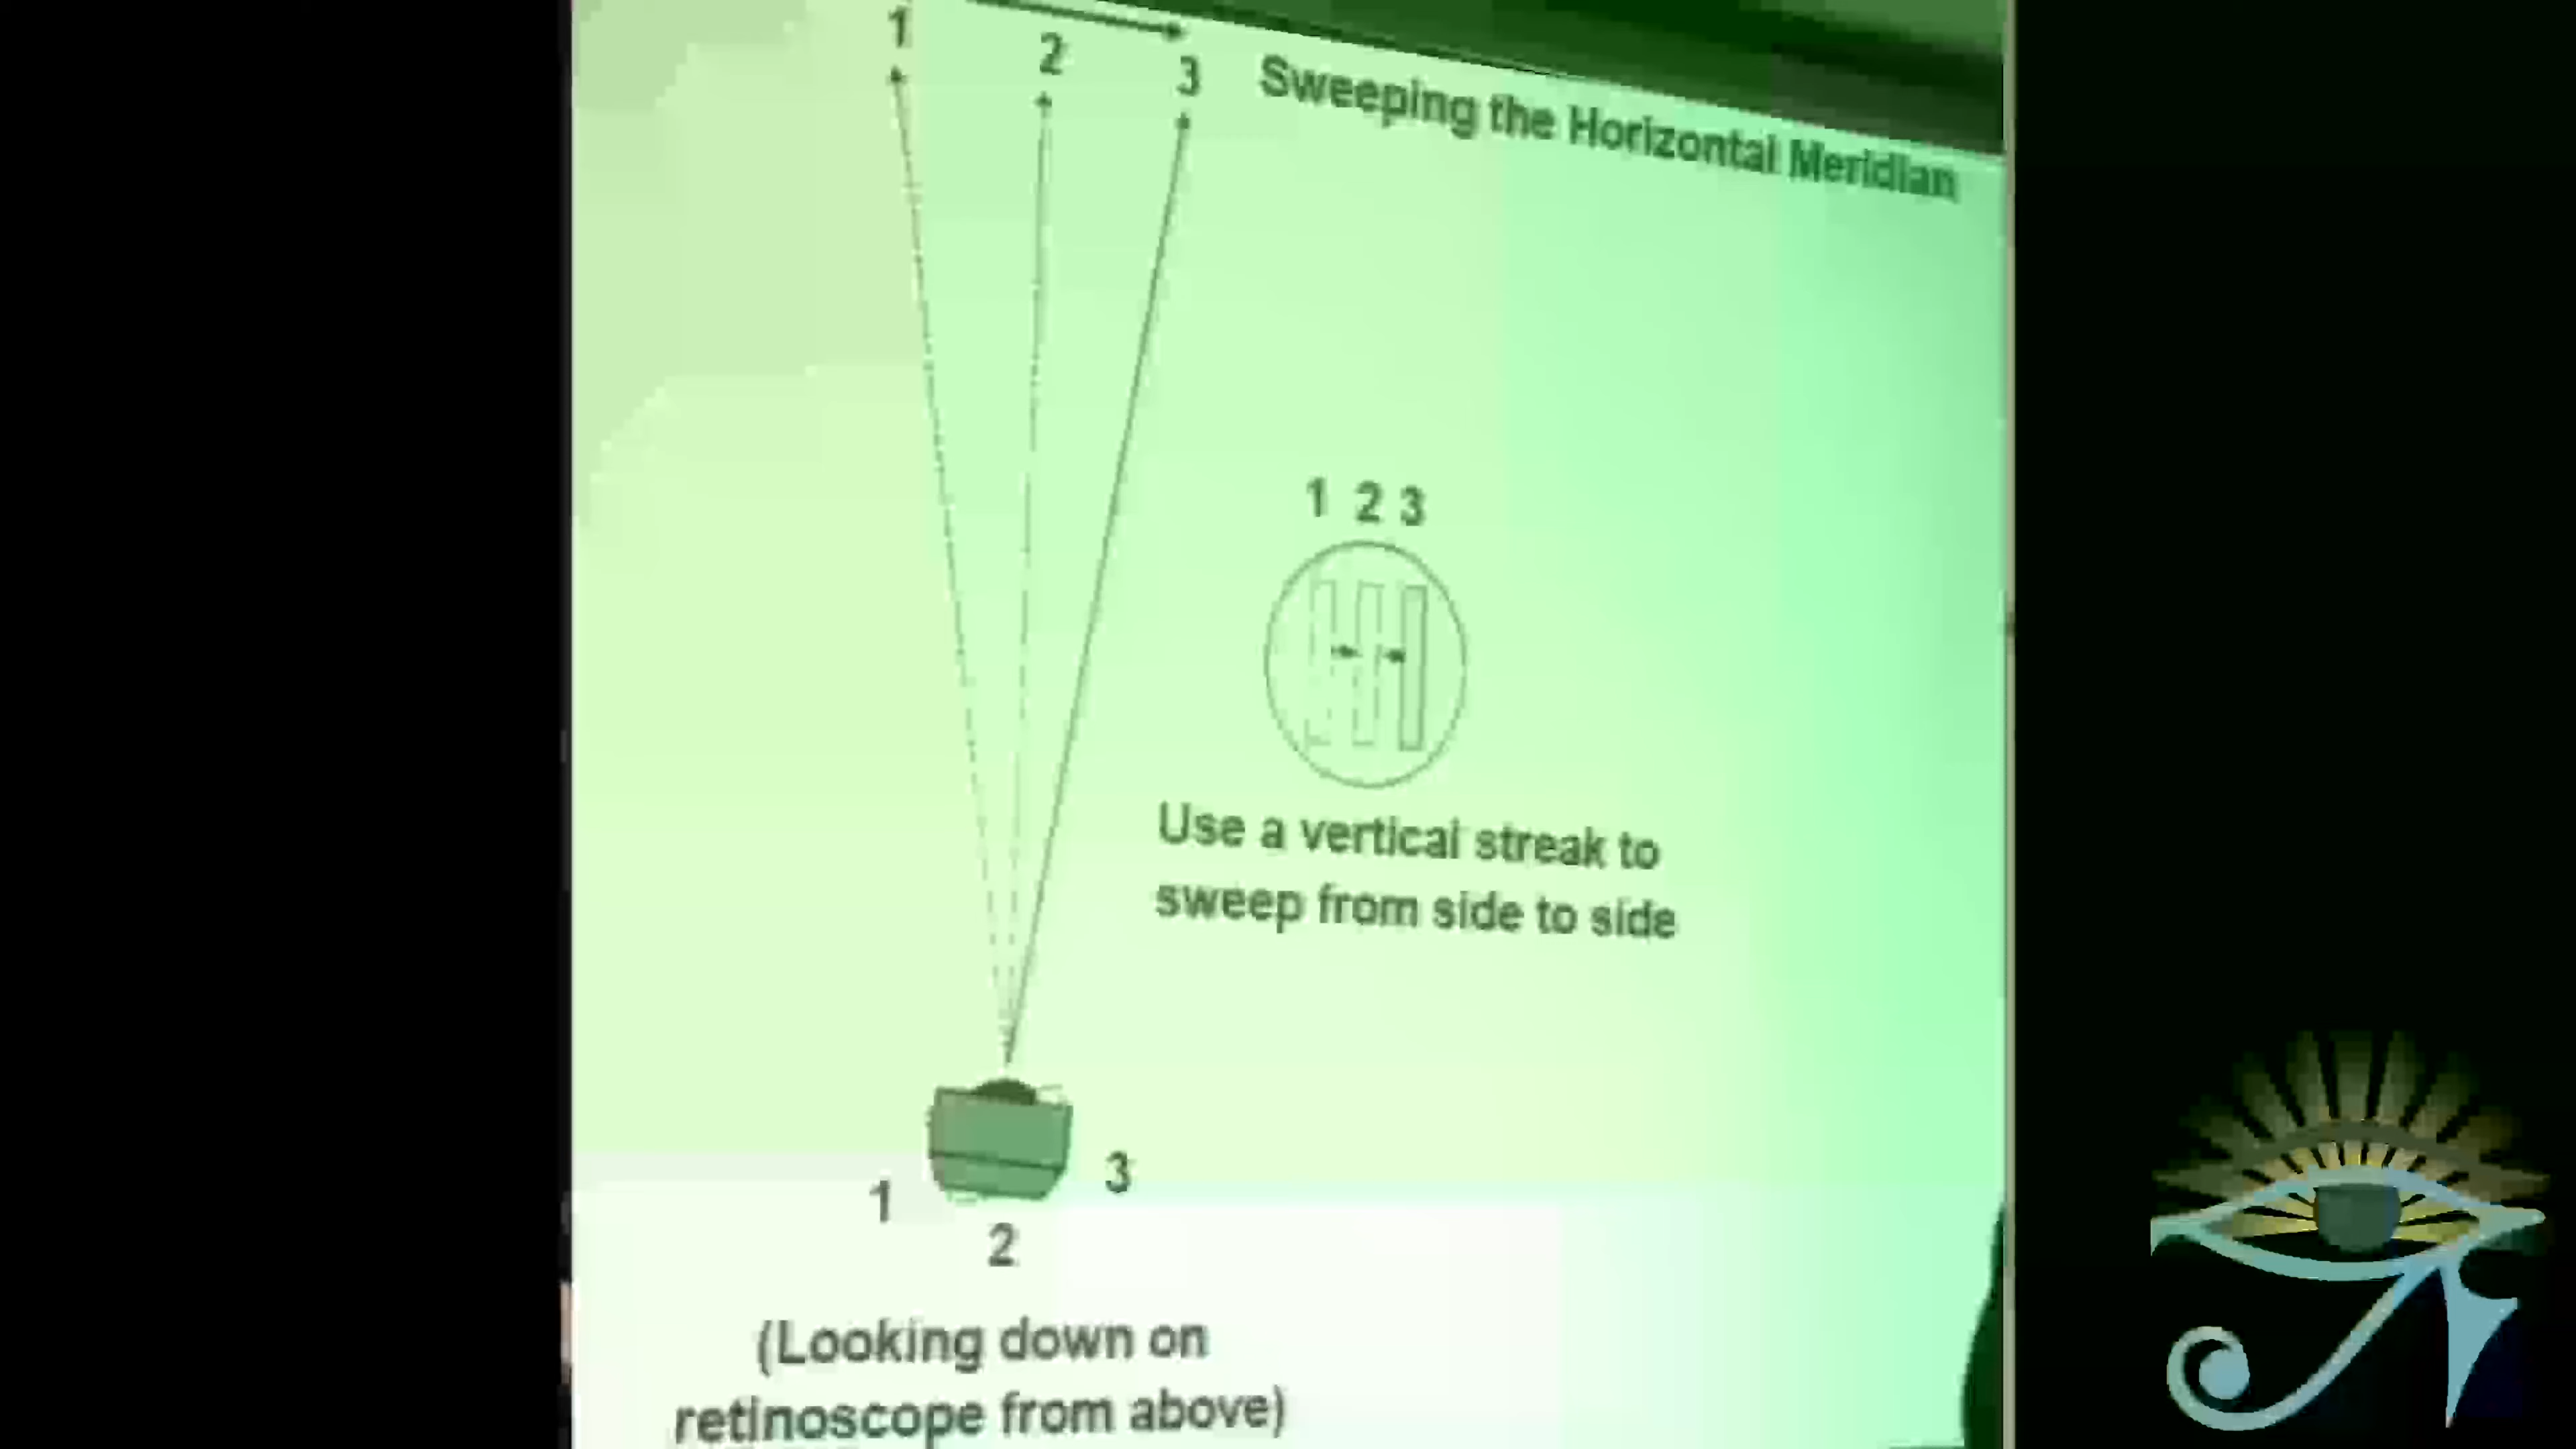 1 2 3
Sweeping the Horizontal Meridian
1 2 3
Use a vertical streak to
sweep from side to side
1 2 3
(Looking down on
retinoscope from above)